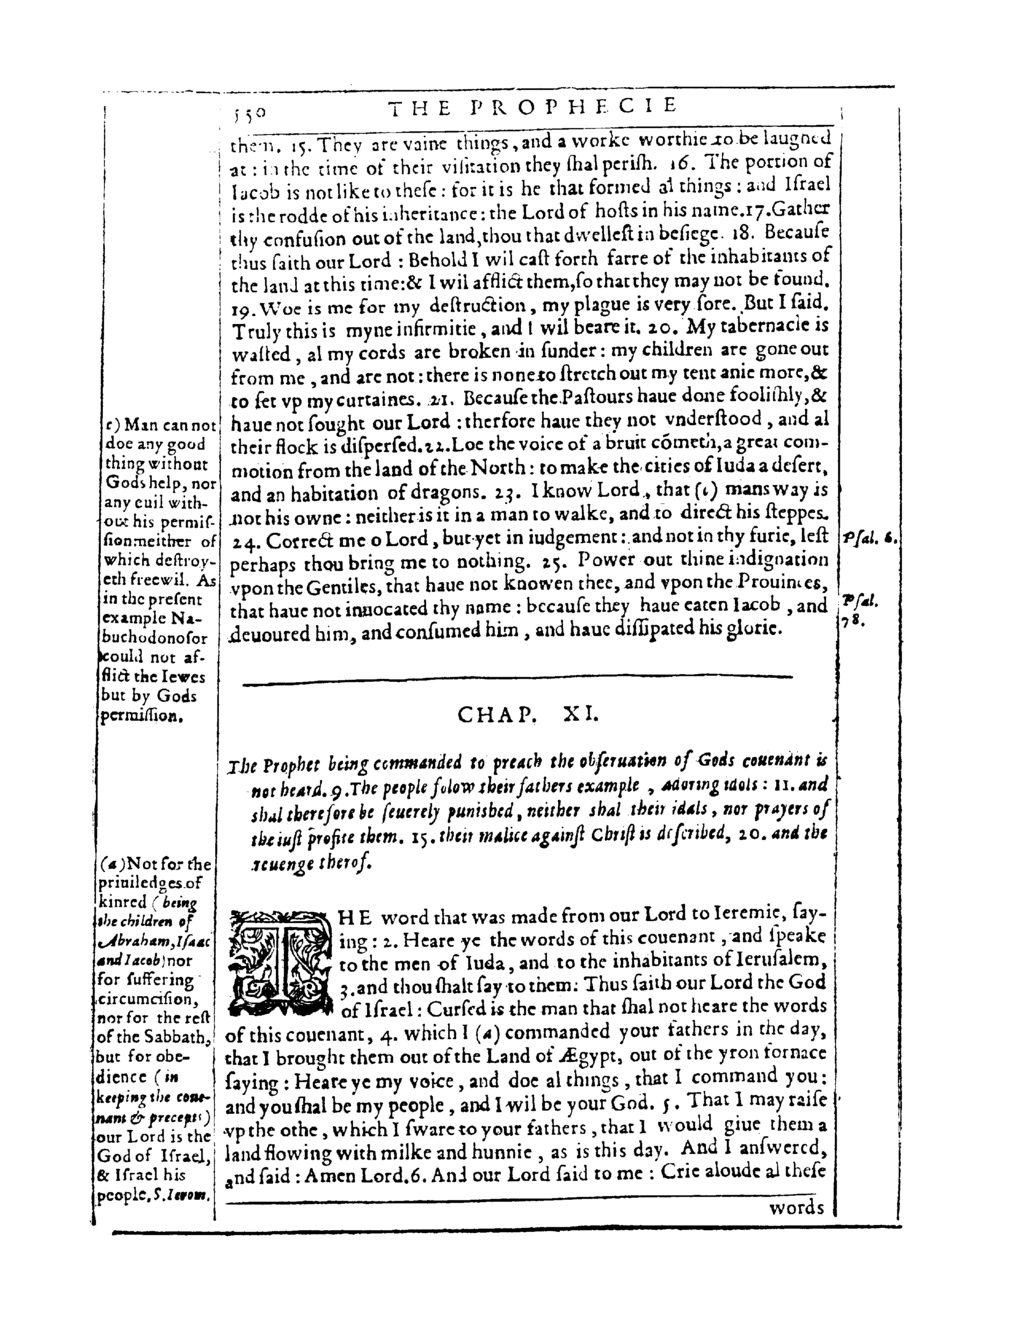 550
THE PROPHECIE
them. 15. They are vaine things, and a worke worthie to be laughed
at: in the time of their viſitation they ſhal periſh. 16. The portion of
Iacob is not like to theſe: for it is he that formed al things: and Iſrael
is the rodde of his inheritance: the Lord of hoſts in his name. 17. Gather
thy confuſion out of the land, thou that dwelleſt in beſiege. 18. Becauſe
thus ſaith our Lord: Behold I wil caſt forth farre of the inhabitants of
the land at this time: & I wil afflict them, ſo that they may not be found.
19. Woe is me for my deſtruction, my plague is very ſore. But I ſaid.
Truly this is myne infirmitie, and I wil beare it. 20. My tabernacle is
waſted, al my cords are broken in ſunder: my children are gone out
from me, and are not: there is none to ſtretch out my tent anie more, &
to ſet vp my curtaines. 21. Becauſe the Paſtours haue done fooliſhly, &
haue not ſought our Lord: therfore haue they not vnderſtood, and al
their flock is diſperſed. 22. Loe the voice of a bruit cōmeth, a great com-
motion from the land of the North: to make the cities of Iuda a deſert,
and an habitation of dragons. 23. I know Lord, that (c) mans way is
not his owne: neither is it in a man to walke, and to direct his ſteppes.
24. Correct me o Lord, but yet in iudgement: and not in thy furie, leſt
perhaps thou bring me to nothing. 25. Power out thine indignation
vpon the Gentiles, that haue not knowen thee, and vpon the Prouinces,
that haue not inuocated thy name: becauſe they haue eaten Iacob, and
deuoured him, and conſumed him, and haue diſſipated his glorie.
c) Man can not
doe any good
thing without
Gods help, nor
any euil with-
out his permiſ-
ſion: neither of
which deſtroy-
eth freewil. As
in the preſent
example Na-
buchodonoſor
could not af-
flict the Iewes
but by Gods
permiſſion.
Pſal. 6.
Pſal.
78.
CHAP. XI.
The Prophet being commanded to preach the obſeruation of Gods couenant is
not heard. 9. The people folow their fathers example, adoring idols: 11. and
ſhal therefore be ſeuerely puniſhed, neither ſhal their idals, nor prayers of
the iuſt profite them. 15. their malice againſt Chriſt is deſcribed, 20. and the
reuenge therof.
THE word that was made from our Lord to Ieremie, ſay-
ing: 2. Heare ye the words of this couenant, and ſpeake
to the men of Iuda, and to the inhabitants of Ieruſalem,
3. and thou ſhalt ſay to them: Thus ſaith our Lord the God
of Iſrael: Curſed is the man that ſhal not heare the words
of this couenant, 4. which I (a) commanded your fathers in the day,
that I brought them out of the Land of Ægypt, out of the yron fornace
ſaying: Heare ye my voice, and doe al things, that I command you:
and you ſhal be my people, and I wil be your God. 5. That I may raiſe
vp the othe, which I ſware to your fathers, that I would giue them a
land flowing with milke and hunnie, as is this day. And I anſwered,
and ſaid: Amen Lord. 6. And our Lord ſaid to me: Crie aloude al theſe
words
(a) Not for the
priuiledges of
kinred (being
the children of
Abraham, Iſaac
and Iacob) nor
for ſuffering
circumciſion,
nor for the reſt
of the Sabbath,
but for obe-
dience (in
keeping the coue-
nant & precepts)
our Lord is the
God of Iſrael,
& Iſrael his
people, S. Ierom.